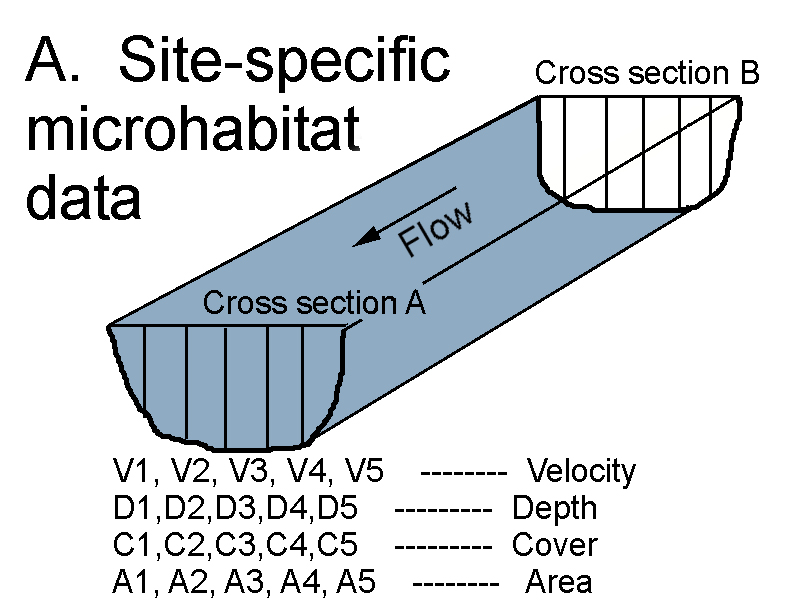 A. Site-specific
microhabitat
data
Cross section B
Flow
Cross section A
V1, V2, V3, V4, V5 -------- Velocity
D1,D2,D3,D4,D5 --------- Depth
C1,C2,C3,C4,C5 --------- Cover
A1, A2, A3, A4, A5 -------- Area